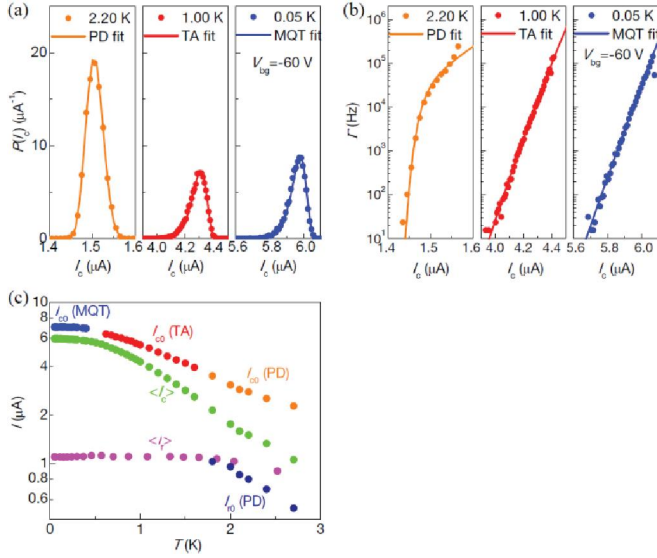 (a)
2.20 K
PD fit
1.00 K
TA fit
0.05 K
MQT fit
V_bg=-60 V
P(I_c) (μA⁻¹)
20
10
0
1.4 1.5 1.6
4.0 4.2 4.4
5.6 5.8 6.0
I_c (μA)
I_c (μA)
I_c (μA)
(b)
2.20 K
PD fit
1.00 K
TA fit
0.05 K
MQT fit
V_bg=-60 V
Γ (Hz)
10⁶
10⁵
10⁴
10³
10²
10¹
1.4 1.5 1.6
4.0 4.2 4.4
5.6 5.8 6.0
I_c (μA)
I_c (μA)
I_c (μA)
(c)
I_c0 (MQT)
I_c0 (TA)
I_c0 (PD)
<I_c>
<I_r>
I_r0 (PD)
I (μA)
10
8
6
4
2
1
0.8
0.6
0 1 2 3
T (K)